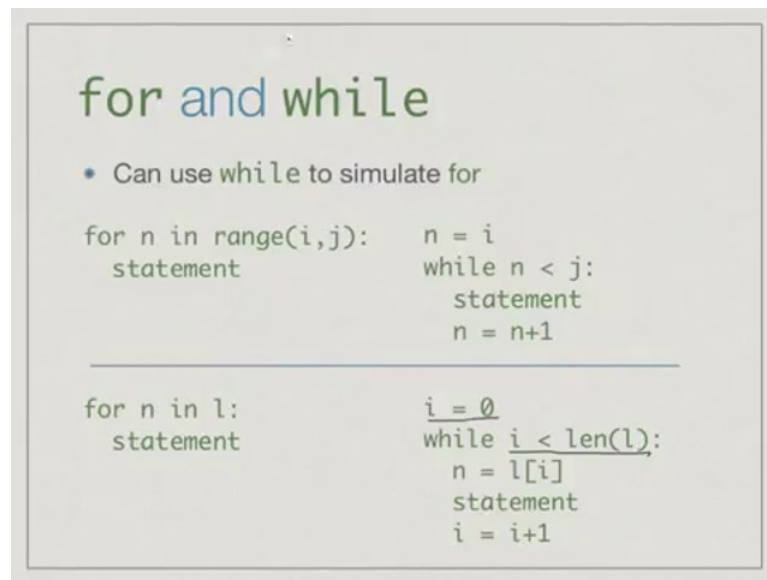 for and while
• Can use while to simulate for
for n in range(i,j):
  statement
n = i
while n < j:
  statement
  n = n+1
for n in l:
  statement
i = 0
while i < len(l):
  n = l[i]
  statement
  i = i+1